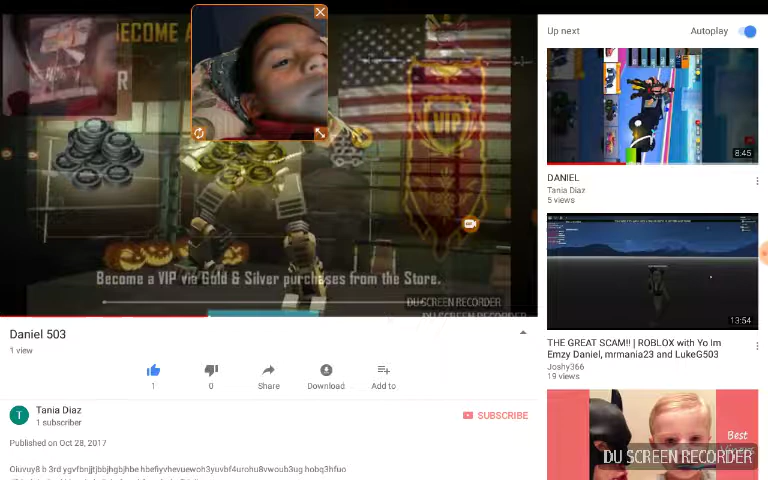 BECOME A
VIP
Become a VIP via Gold & Silver purchases from the Store.
DU SCREEN RECORDER
DU SCREEN RECORDER
Daniel 503
1 view
1
0
Share
Download
Add to
T
Tania Diaz
1 subscriber
SUBSCRIBE
Published on Oct 28, 2017
Up next
Autoplay
8:45
DANIEL
Tania Diaz
5 views
13:54
THE GREAT SCAM!! | ROBLOX with Yo Im
Emzy Daniel, mrmania23 and LukeG503
Joshy366
19 views
Best
DU SCREEN RECORDER